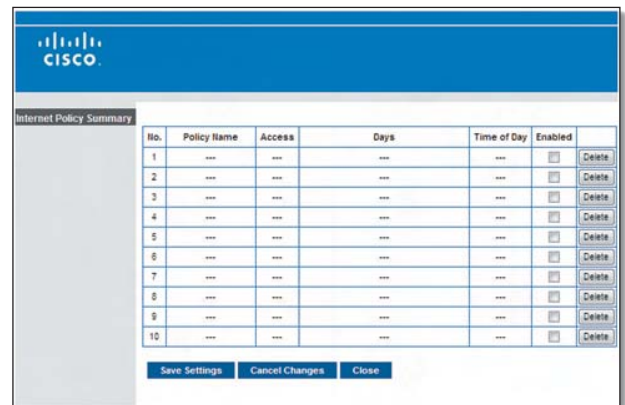 CISCO.
Internet Policy Summary
No. Policy Name Access Days Time of Day Enabled
1 --- --- --- --- Delete
2 --- --- --- --- Delete
3 --- --- --- --- Delete
4 --- --- --- --- Delete
5 --- --- --- --- Delete
6 --- --- --- --- Delete
7 --- --- --- --- Delete
8 --- --- --- --- Delete
9 --- --- --- --- Delete
10 --- --- --- --- Delete
Save Settings Cancel Changes Close